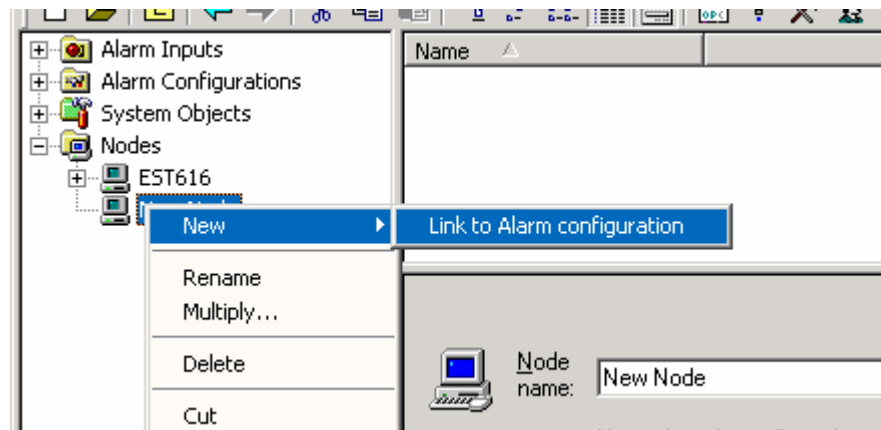 Alarm Inputs
Alarm Configurations
System Objects
Nodes
EST616
New
Link to Alarm configuration
Rename
Multiply...
Delete
Cut
Name
Node
name:
New Node